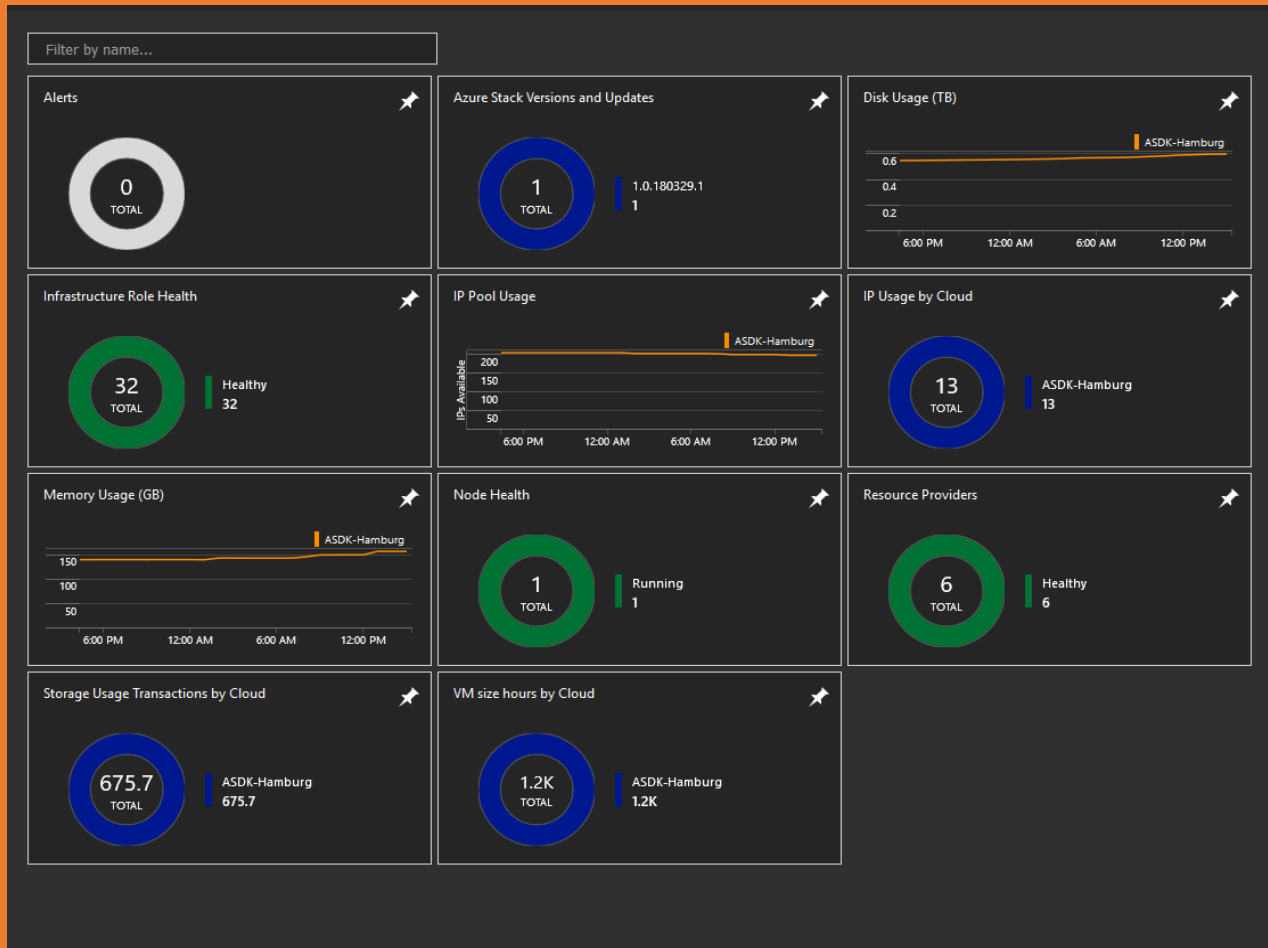 Filter by name...
Alerts
0
TOTAL
Azure Stack Versions and Updates
1
TOTAL
1.0.180329.1
1
Disk Usage (TB)
ASDK-Hamburg
0.6
0.4
0.2
6:00 PM 12:00 AM 6:00 AM 12:00 PM
Infrastructure Role Health
32
TOTAL
Healthy
32
IP Pool Usage
ASDK-Hamburg
IPs Available
200
150
100
50
6:00 PM 12:00 AM 6:00 AM 12:00 PM
IP Usage by Cloud
13
TOTAL
ASDK-Hamburg
13
Memory Usage (GB)
ASDK-Hamburg
150
100
50
6:00 PM 12:00 AM 6:00 AM 12:00 PM
Node Health
1
TOTAL
Running
1
Resource Providers
6
TOTAL
Healthy
6
Storage Usage Transactions by Cloud
675.7
TOTAL
ASDK-Hamburg
675.7
VM size hours by Cloud
1.2K
TOTAL
ASDK-Hamburg
1.2K